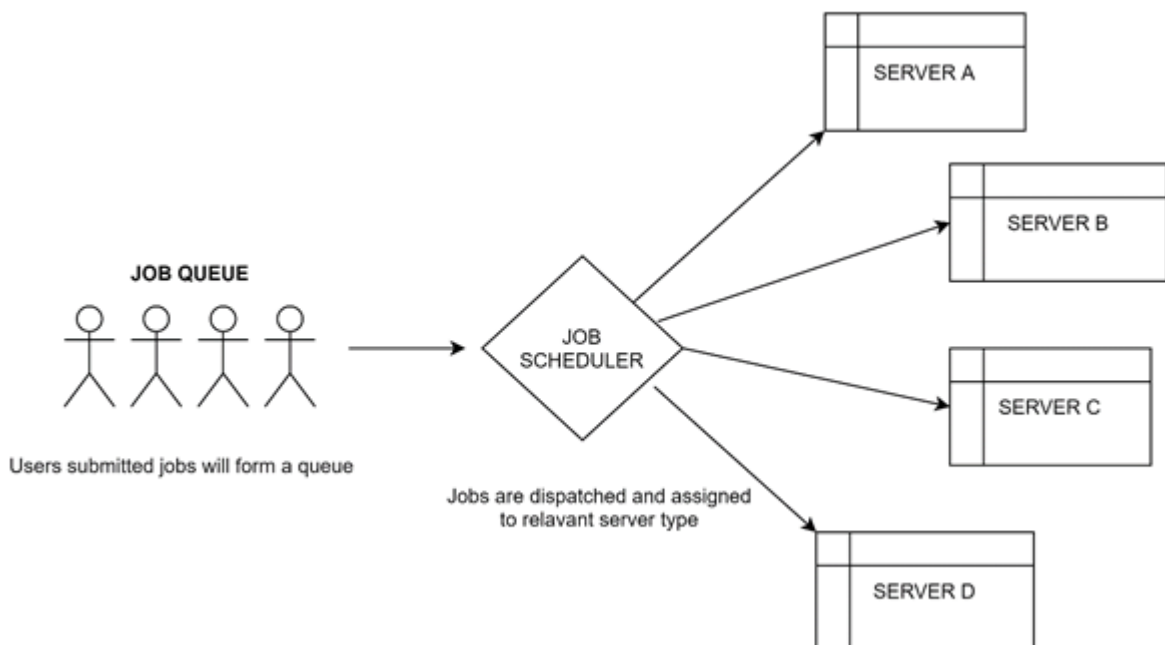 SERVER A
SERVER B
JOB QUEUE
JOB
SCHEDULER
SERVER C
Users submitted jobs will form a queue
Jobs are dispatched and assigned
to relavant server type
SERVER D